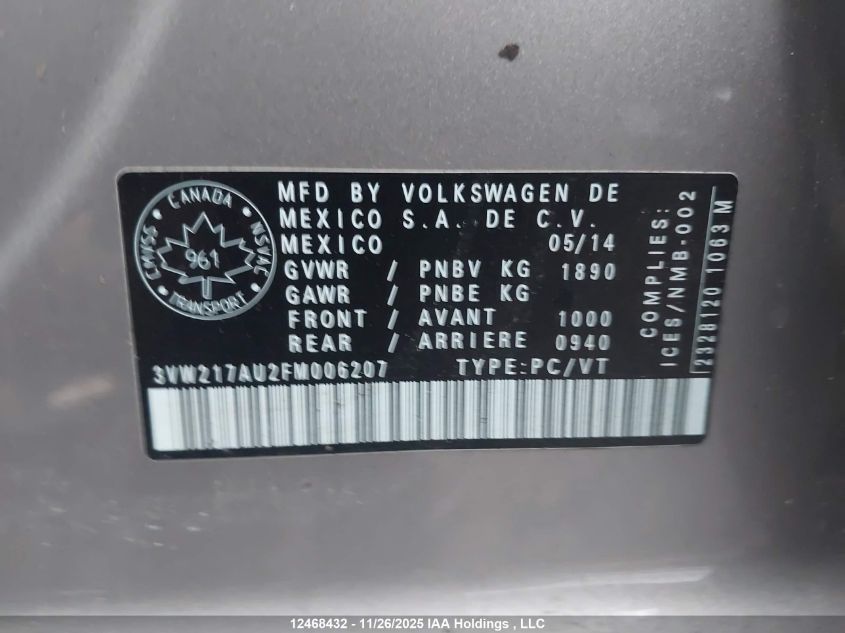 CANADA
CMVSS
NSVAC
961
TRANSPORT
MFD BY VOLKSWAGEN DE
MEXICO S.A. DE C.V.
MEXICO 05/14
GVWR / PNBV KG 1890
GAWR / PNBE KG
FRONT / AVANT 1000
REAR / ARRIERE 0940
3VW217AU2FM006207 TYPE:PC/VT
COMPLIES:
ICES/NMB-002
2328120 1063 M
12468432 - 11/26/2025 IAA Holdings , LLC